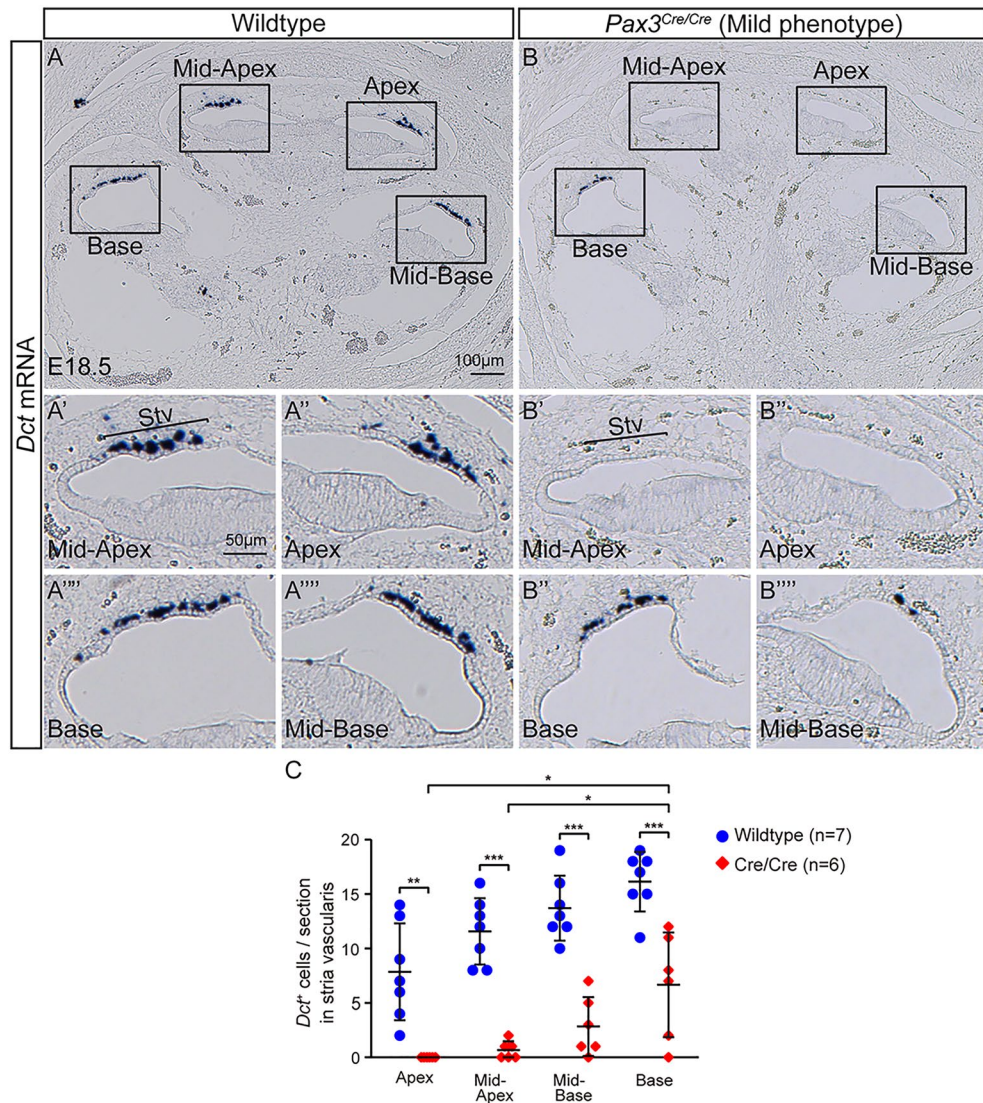 Wildtype
Pax3Cre/Cre (Mild phenotype)
Dct mRNA
A
Mid-Apex
Apex
Base
Mid-Base
E18.5
100μm
B
Mid-Apex
Apex
Base
Mid-Base
A'
Stv
Mid-Apex
50μm
A''
Apex
B'
Stv
Mid-Apex
B''
Apex
A''''
Base
A''''
Mid-Base
B''
Base
B''''
Mid-Base
C
*
*
**
***
***
***
Dct+ cells / section
in stria vascularis
20
15
10
5
0
Apex
Mid-
Apex
Mid-
Base
Base
Wildtype (n=7)
Cre/Cre (n=6)